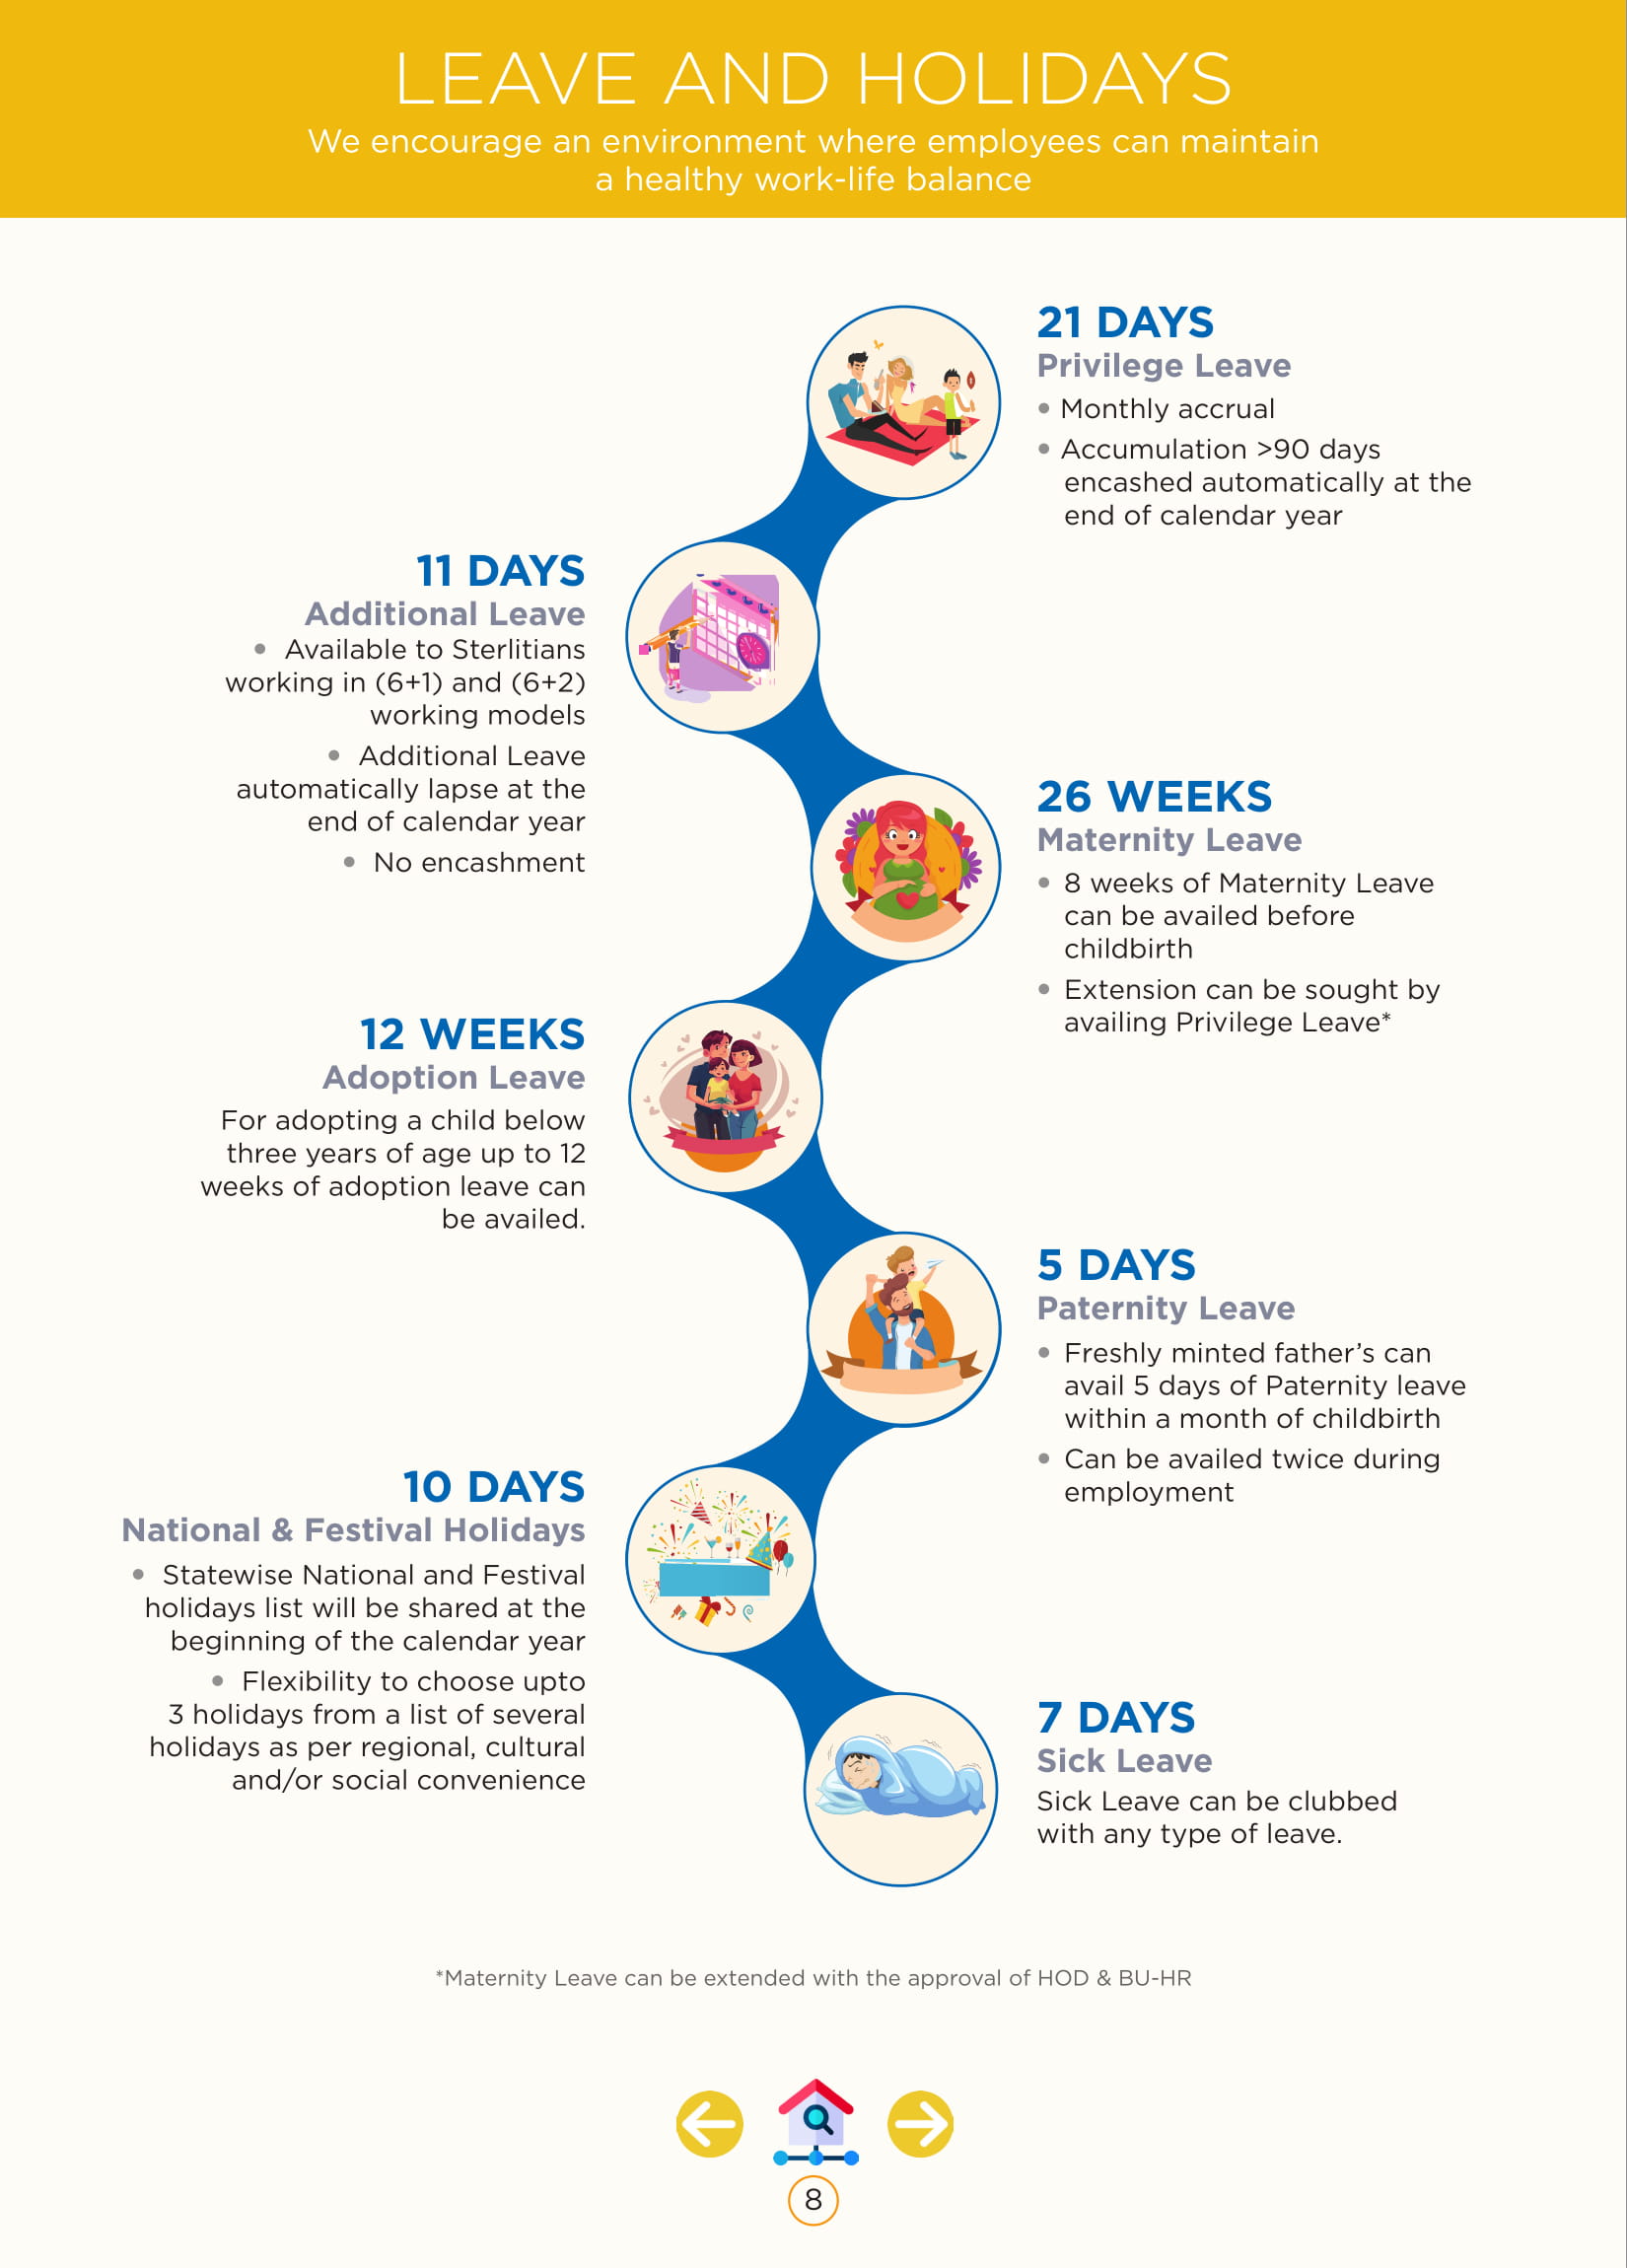 LEAVE AND HOLIDAYS
We encourage an environment where employees can maintain
a healthy work-life balance
21 DAYS
Privilege Leave
• Monthly accrual
• Accumulation >90 days
encashed automatically at the
end of calendar year
11 DAYS
Additional Leave
• Available to Sterlitians
working in (6+1) and (6+2)
working models
• Additional Leave
automatically lapse at the
end of calendar year
• No encashment
26 WEEKS
Maternity Leave
• 8 weeks of Maternity Leave
can be availed before
childbirth
• Extension can be sought by
availing Privilege Leave*
12 WEEKS
Adoption Leave
For adopting a child below
three years of age up to 12
weeks of adoption leave can
be availed.
5 DAYS
Paternity Leave
• Freshly minted father’s can
avail 5 days of Paternity leave
within a month of childbirth
• Can be availed twice during
employment
10 DAYS
National & Festival Holidays
• Statewise National and Festival
holidays list will be shared at the
beginning of the calendar year
• Flexibility to choose upto
3 holidays from a list of several
holidays as per regional, cultural
and/or social convenience
7 DAYS
Sick Leave
Sick Leave can be clubbed
with any type of leave.
*Maternity Leave can be extended with the approval of HOD & BU-HR
8